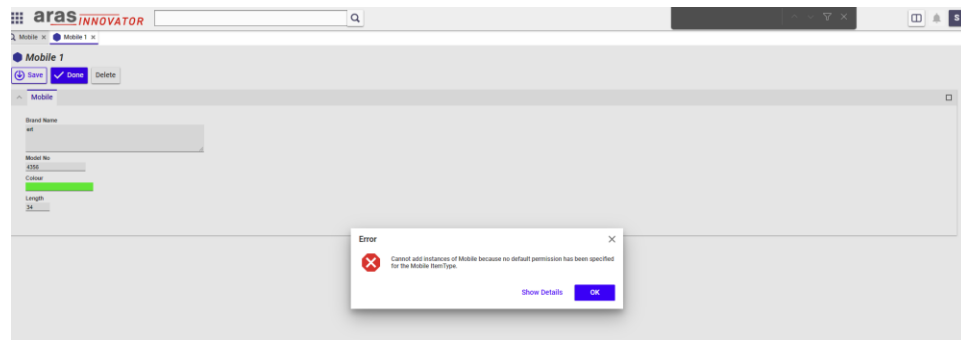 aras INNOVATOR
Mobile × Mobile 1 ×
Mobile 1
Save Done Delete
Mobile
Brand Name
Model No
4356
Colour
Length
34
Error
Cannot add instances of Mobile because no default permission has been specified
for the Mobile ItemType.
Show Details OK
S